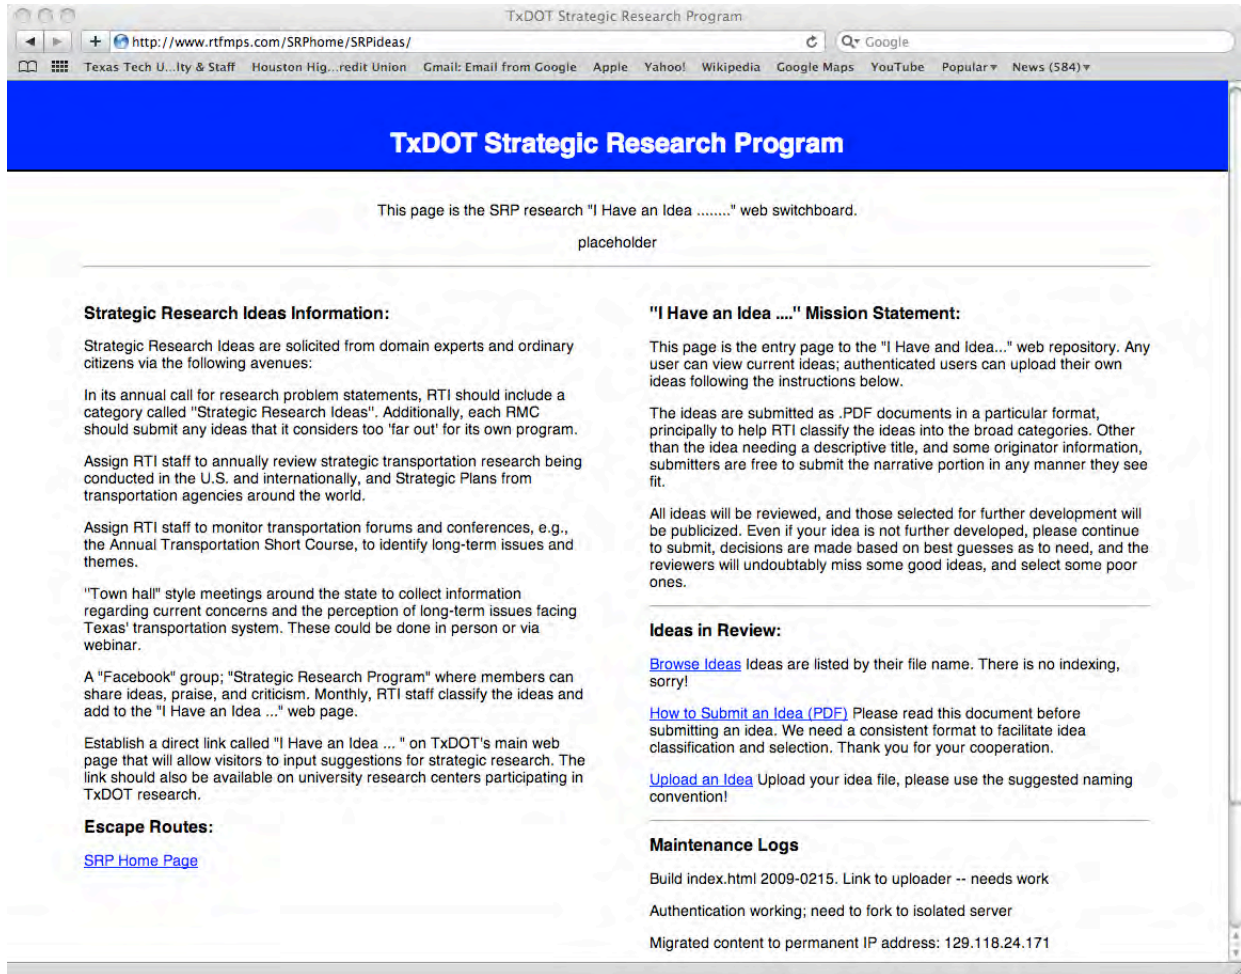 TxDOT Strategic Research Program
http://www.rtfmps.com/SRPhome/SRPideas/
Google
Texas Tech U...lty & Staff Houston Hig...redit Union Gmail: Email from Google Apple Yahoo! Wikipedia Google Maps YouTube Popular News (584)
TxDOT Strategic Research Program
This page is the SRP research "I Have an Idea ........" web switchboard.
placeholder
Strategic Research Ideas Information:
Strategic Research Ideas are solicited from domain experts and ordinary
citizens via the following avenues:
In its annual call for research problem statements, RTI should include a
category called "Strategic Research Ideas". Additionally, each RMC
should submit any ideas that it considers too 'far out' for its own program.
Assign RTI staff to annually review strategic transportation research being
conducted in the U.S. and internationally, and Strategic Plans from
transportation agencies around the world.
Assign RTI staff to monitor transportation forums and conferences, e.g.,
the Annual Transportation Short Course, to identify long-term issues and
themes.
"Town hall" style meetings around the state to collect information
regarding current concerns and the perception of long-term issues facing
Texas' transportation system. These could be done in person or via
webinar.
A "Facebook" group; "Strategic Research Program" where members can
share ideas, praise, and criticism. Monthly, RTI staff classify the ideas and
add to the "I Have an Idea ..." web page.
Establish a direct link called "I Have an Idea ... " on TxDOT's main web
page that will allow visitors to input suggestions for strategic research. The
link should also be available on university research centers participating in
TxDOT research.
Escape Routes:
SRP Home Page
"I Have an Idea ...." Mission Statement:
This page is the entry page to the "I Have and Idea..." web repository. Any
user can view current ideas; authenticated users can upload their own
ideas following the instructions below.
The ideas are submitted as .PDF documents in a particular format,
principally to help RTI classify the ideas into the broad categories. Other
than the idea needing a descriptive title, and some originator information,
submitters are free to submit the narrative portion in any manner they see
fit.
All ideas will be reviewed, and those selected for further development will
be publicized. Even if your idea is not further developed, please continue
to submit, decisions are made based on best guesses as to need, and the
reviewers will undoubtably miss some good ideas, and select some poor
ones.
Ideas in Review:
Browse Ideas Ideas are listed by their file name. There is no indexing,
sorry!
How to Submit an Idea (PDF) Please read this document before
submitting an idea. We need a consistent format to facilitate idea
classification and selection. Thank you for your cooperation.
Upload an Idea Upload your idea file, please use the suggested naming
convention!
Maintenance Logs
Build index.html 2009-0215. Link to uploader -- needs work
Authentication working; need to fork to isolated server
Migrated content to permanent IP address: 129.118.24.171